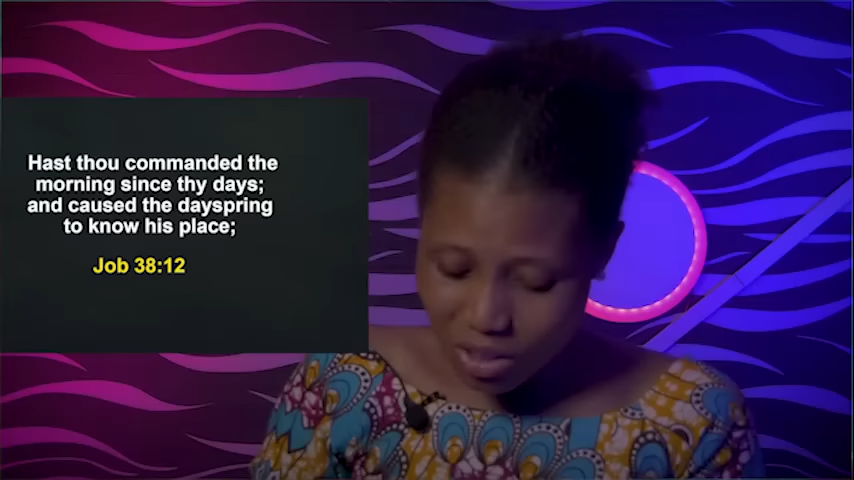 Hast thou commanded the
morning since thy days;
and caused the dayspring
to know his place;
Job 38:12